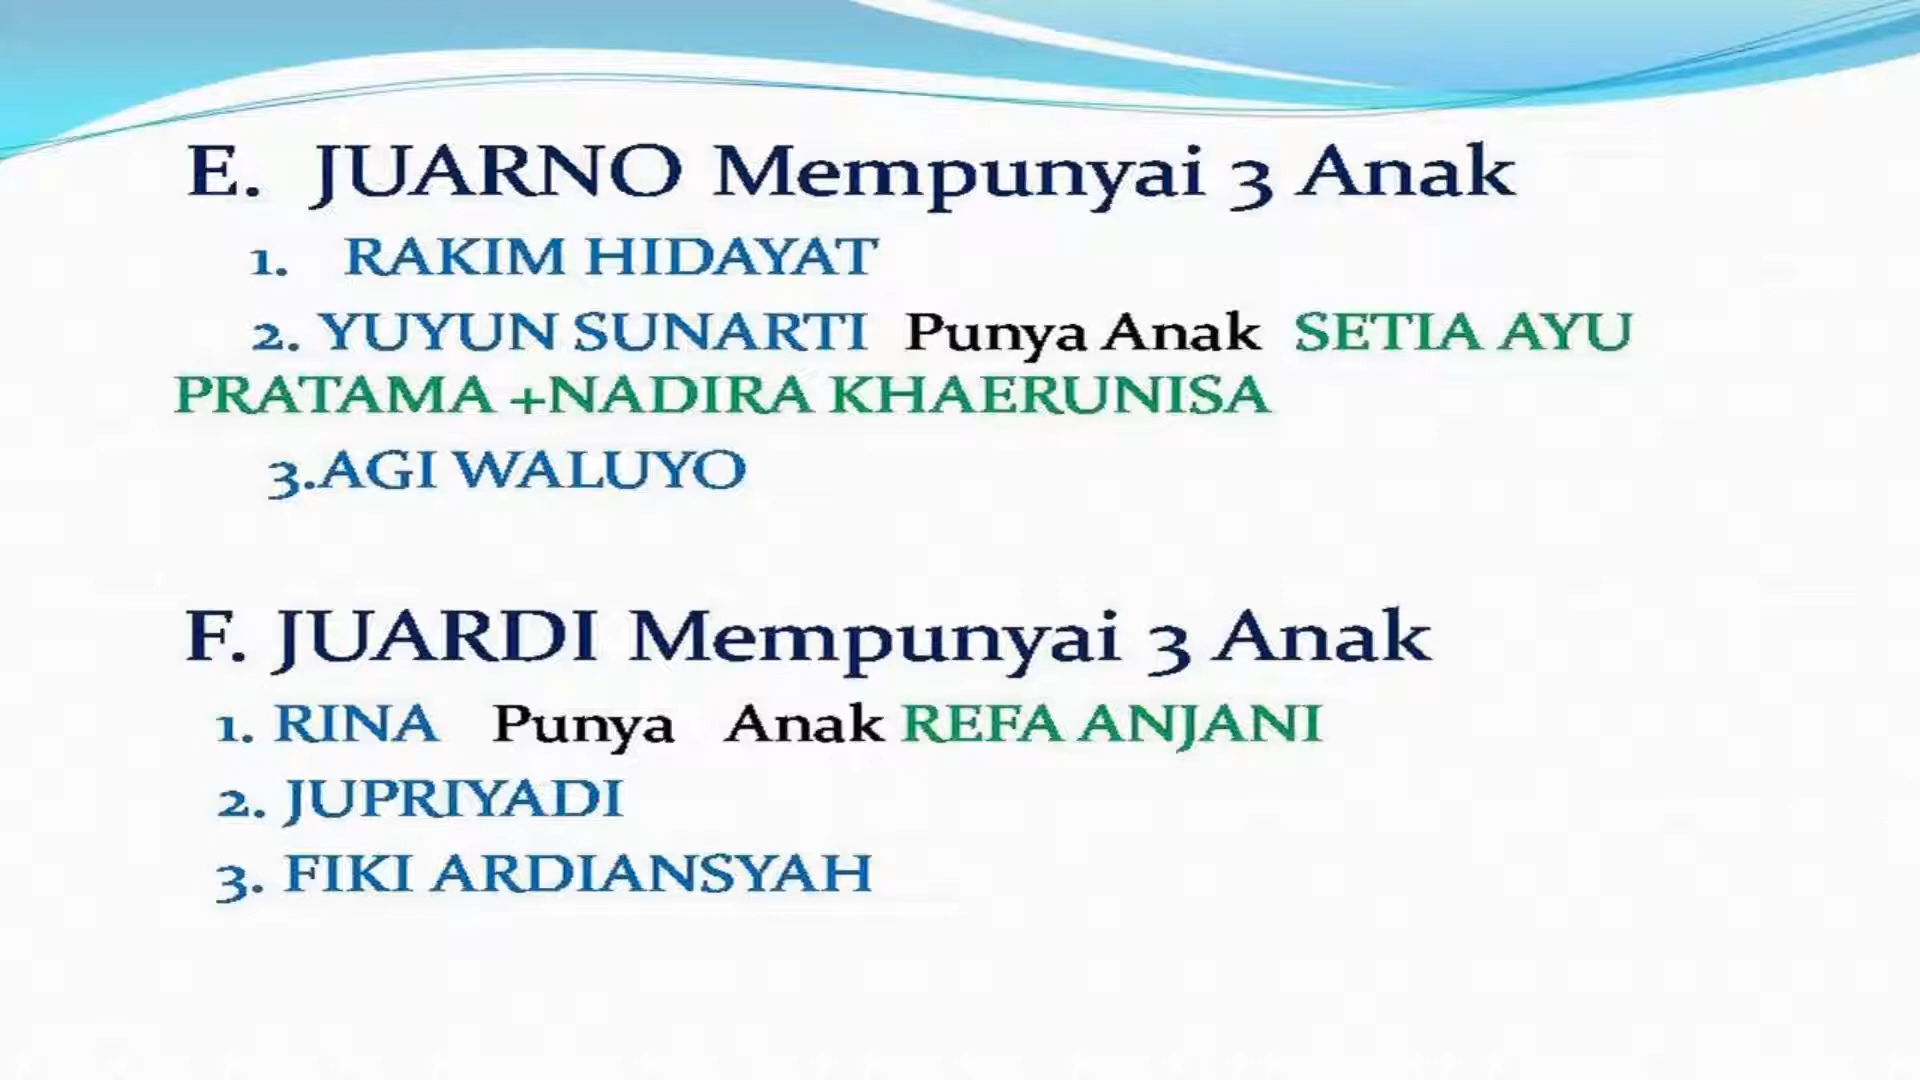 E. JUARNO Mempunyai 3 Anak
1. RAKIM HIDAYAT
2. YUYUN SUNARTI Punya Anak SETIA AYU
PRATAMA +NADIRA KHAERUNISA
3.AGI WALUYO
F. JUARDI Mempunyai 3 Anak
1. RINA Punya Anak REFA ANJANI
2. JUPRIYADI
3. FIKI ARDIANSYAH